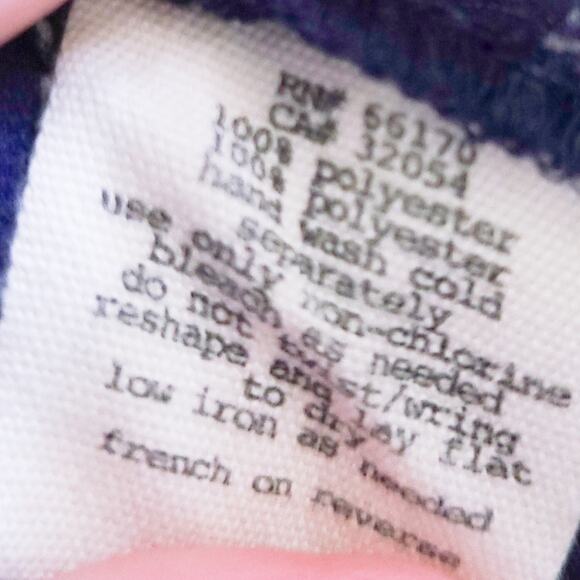 RN# 66170
CA# 32054
100% polyester
100% polyester
hand wash cold
separately
use only non-chlorine
bleach as needed
do not twist/wring
reshape and lay flat
to dry
low iron as needed
french on reverse